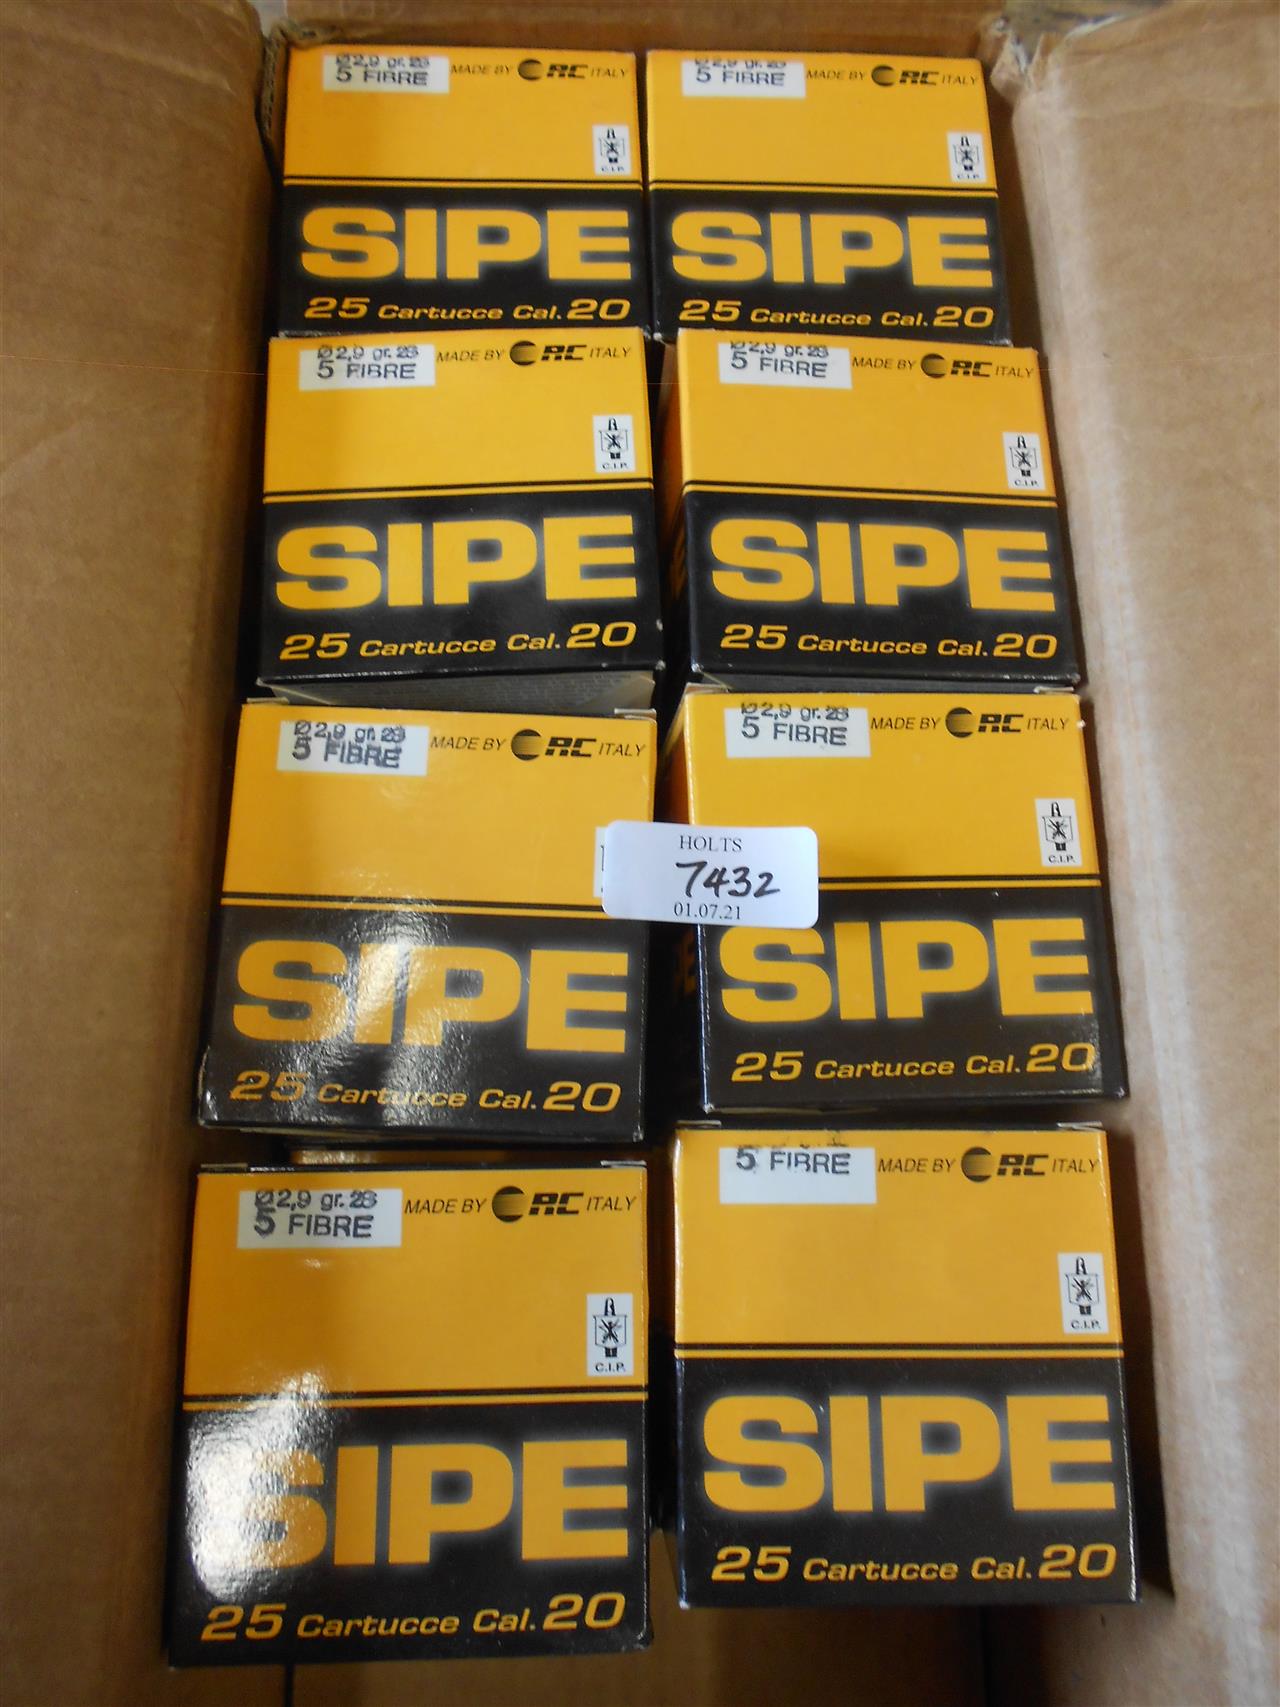 Ø2,9 gr. 28
5 FIBRE
MADE BY RC ITALY
C.I.P.
SIPE
25 Cartucce Cal. 20
Ø2,9 gr. 28
5 FIBRE
MADE BY RC ITALY
C.I.P.
SIPE
25 Cartucce Cal. 20
Ø2,9 gr. 28
5 FIBRE
MADE BY RC ITALY
C.I.P.
SIPE
25 Cartucce Cal. 20
Ø2,9 gr. 28
5 FIBRE
MADE BY RC ITALY
C.I.P.
SIPE
25 Cartucce Cal. 20
Ø2,9 gr. 28
5 FIBRE
MADE BY RC ITALY
SIPE
25 Cartucce Cal. 20
Ø2,9 gr. 28
5 FIBRE
MADE BY RC ITALY
C.I.P.
SIPE
25 Cartucce Cal. 20
HOLTS
7432
01.07.21
Ø2,9 gr. 28
5 FIBRE
MADE BY RC ITALY
C.I.P.
SIPE
25 Cartucce Cal. 20
5 FIBRE
MADE BY RC ITALY
C.I.P.
SIPE
25 Cartucce Cal. 20